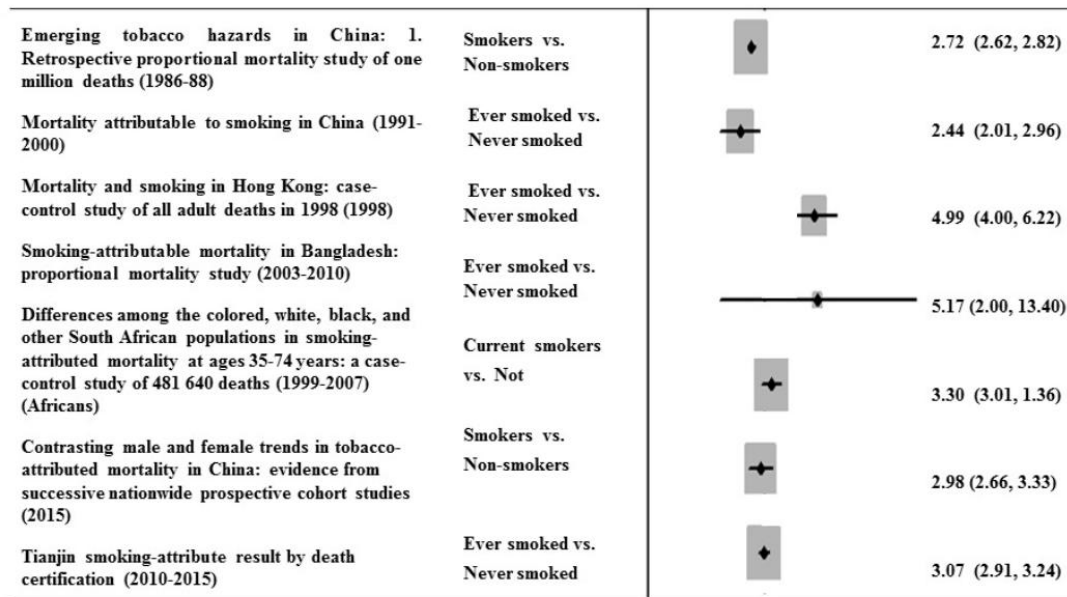 Emerging tobacco hazards in China: 1.
Retrospective proportional mortality study of one
million deaths (1986-88)
Smokers vs.
Non-smokers
2.72 (2.62, 2.82)
Mortality attributable to smoking in China (1991-
2000)
Ever smoked vs.
Never smoked
2.44 (2.01, 2.96)
Mortality and smoking in Hong Kong: case-
control study of all adult deaths in 1998 (1998)
Ever smoked vs.
Never smoked
4.99 (4.00, 6.22)
Smoking-attributable mortality in Bangladesh:
proportional mortality study (2003-2010)
Ever smoked vs.
Never smoked
5.17 (2.00, 13.40)
Differences among the colored, white, black, and
other South African populations in smoking-
attributed mortality at ages 35-74 years: a case-
control study of 481 640 deaths (1999-2007)
(Africans)
Current smokers
vs. Not
3.30 (3.01, 1.36)
Contrasting male and female trends in tobacco-
attributed mortality in China: evidence from
successive nationwide prospective cohort studies
(2015)
Smokers vs.
Non-smokers
2.98 (2.66, 3.33)
Tianjin smoking-attribute result by death
certification (2010-2015)
Ever smoked vs.
Never smoked
3.07 (2.91, 3.24)